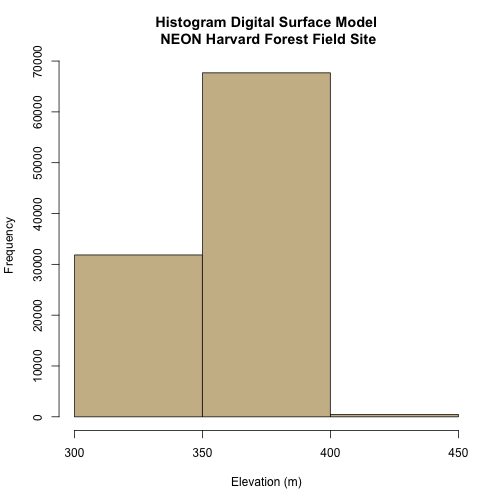 Histogram Digital Surface Model
NEON Harvard Forest Field Site
Frequency
70000
60000
50000
40000
30000
20000
10000
0
300 350 400 450
Elevation (m)